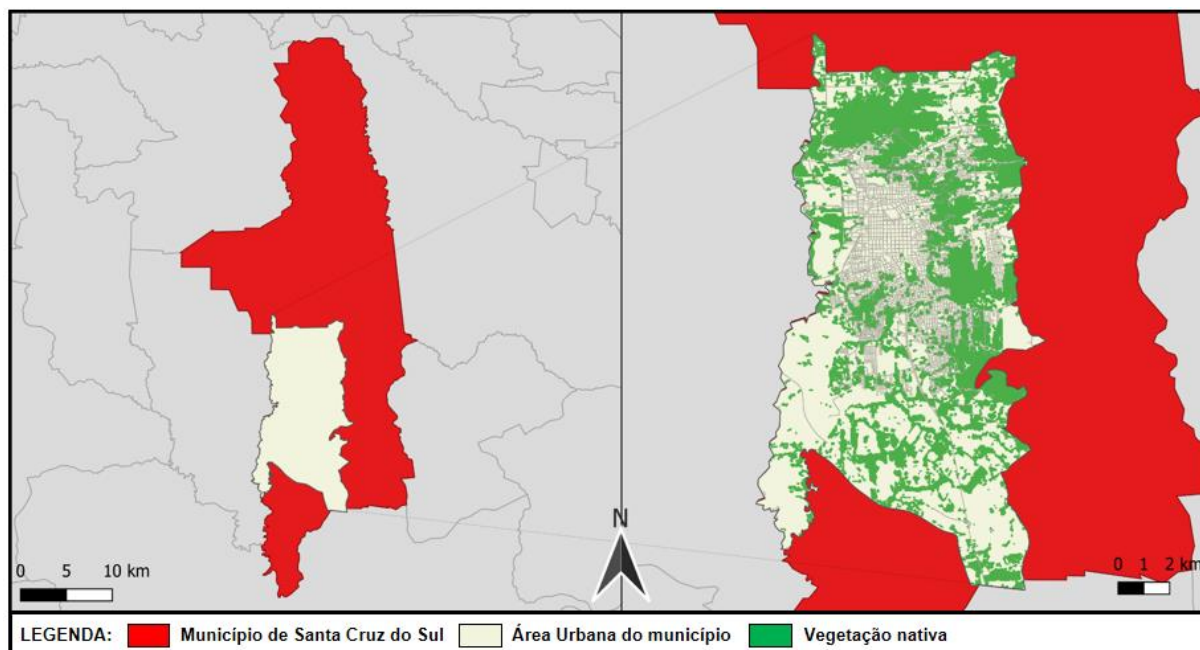 N
0 5 10 km
0 1 2 km
LEGENDA: Município de Santa Cruz do Sul Área Urbana do município Vegetação nativa